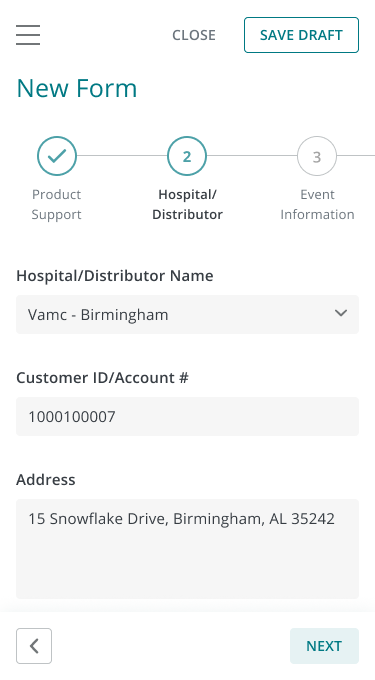 CLOSE SAVE DRAFT
New Form
2 3
Product Support
Hospital/ Distributor
Event Information
Hospital/Distributor Name
Vamc - Birmingham
Customer ID/Account #
1000100007
Address
15 Snowflake Drive, Birmingham, AL 35242
NEXT